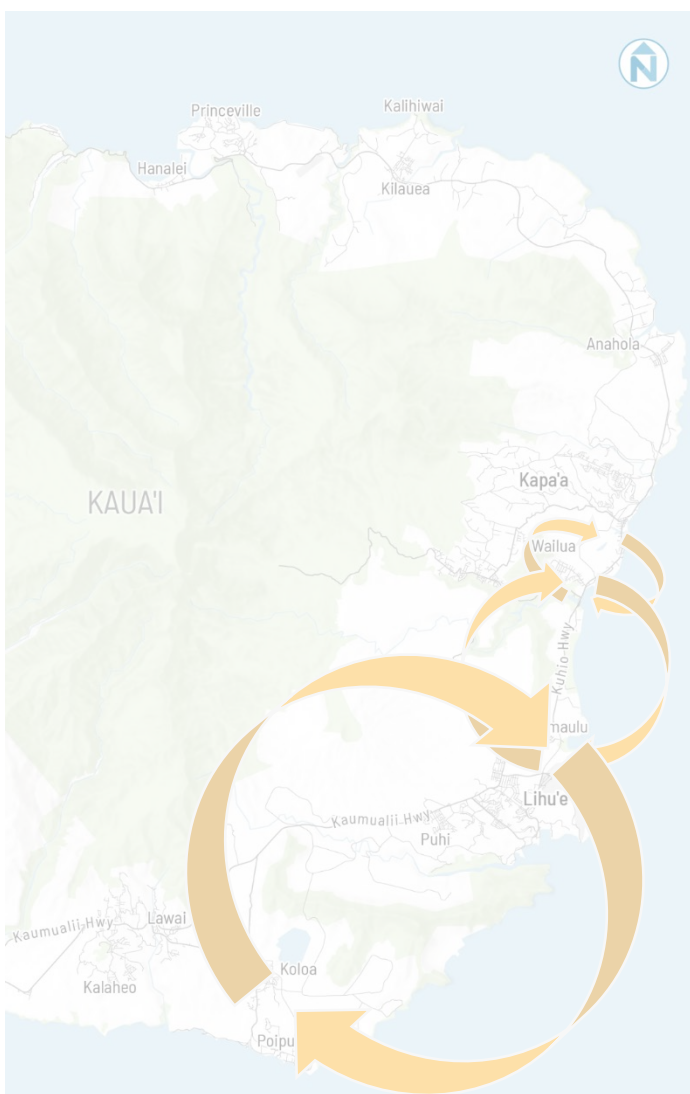 N
Princeville
Kalihiwai
Hanalei
Kilauea
Anahola
Kapa'a
KAUA'I
Wailua
Kuhio Hwy
maulu
Lihu'e
Kaumualii Hwy
Puhi
Lawai
Kaumualii Hwy
Koloa
Kalaheo
Poipu